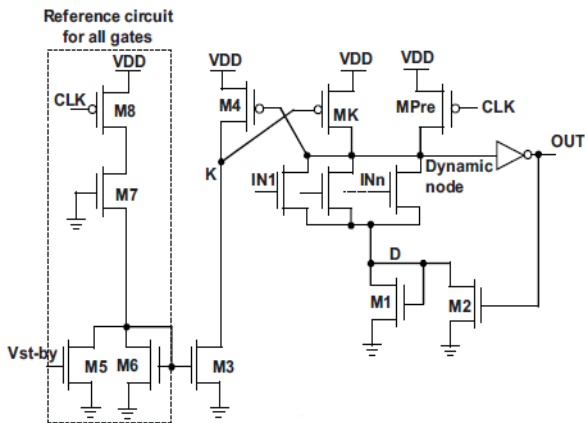 Reference circuit
for all gates
VDD
VDD
VDD
VDD
CLK
M8
M4
MK
MPre
CLK
OUT
M7
K
IN1
INn
Dynamic
node
D
M1
M2
Vst-by
M5
M6
M3